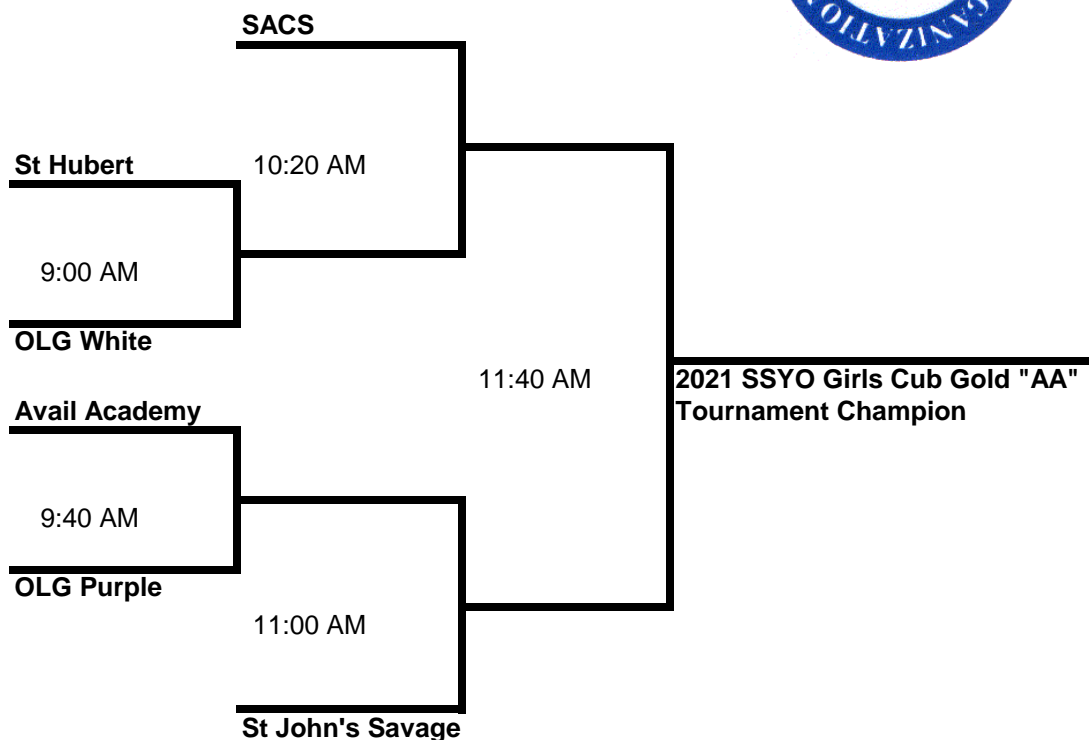 SACS
St Hubert
10:20 AM
9:00 AM
OLG White
11:40 AM
2021 SSYO Girls Cub Gold "AA"
Tournament Champion
Avail Academy
9:40 AM
OLG Purple
11:00 AM
St John's Savage